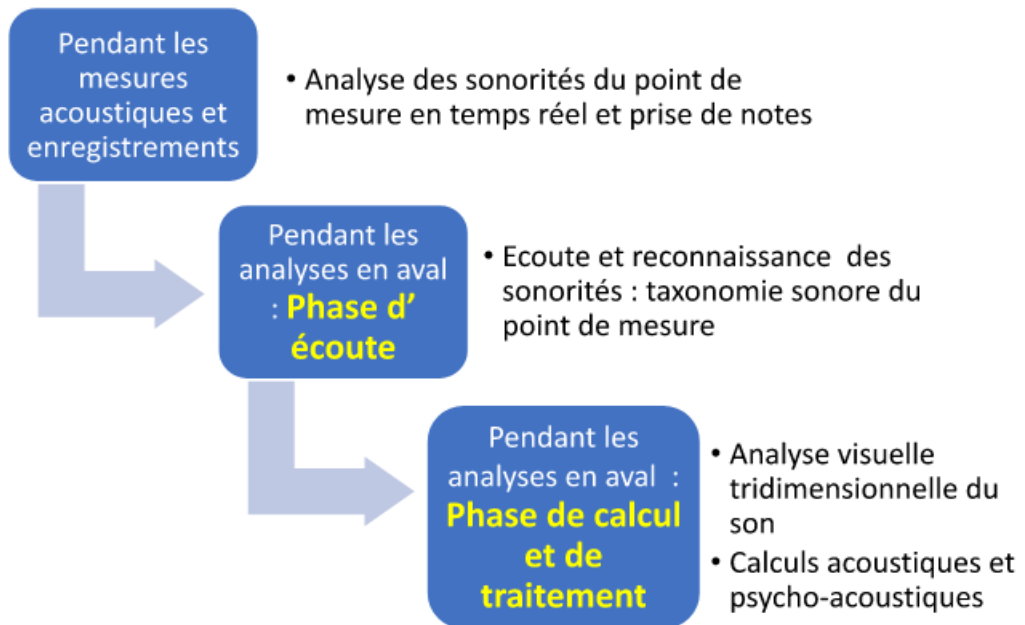 Pendant les
mesures
acoustiques et
enregistrements
• Analyse des sonorités du point de
mesure en temps réel et prise de notes
Pendant les
analyses en aval
: Phase d’
écoute
• Ecoute et reconnaissance des
sonorités : taxonomie sonore du
point de mesure
Pendant les
analyses en aval :
Phase de calcul
et de
traitement
• Analyse visuelle
tridimensionnelle du
son
• Calculs acoustiques et
psycho-acoustiques